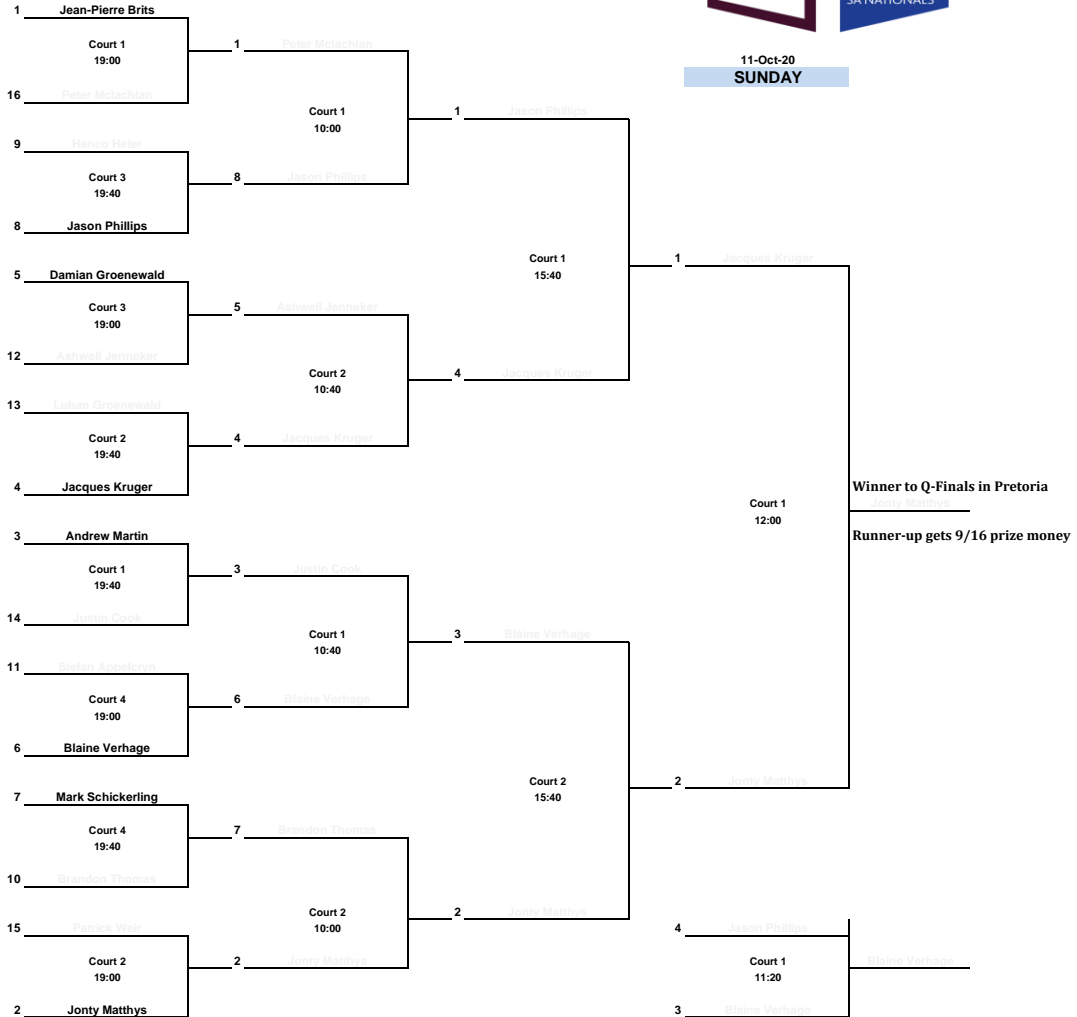 SA NATIONALS
11-Oct-20
SUNDAY
1 Jean-Pierre Brits
Court 1
19:00
16 Peter Mclachlan
1 Peter Mclachlan
Court 1
10:00
9 Henco Hefer
Court 3
19:40
8 Jason Phillips
8 Jason Phillips
1 Jason Phillips
Court 1
15:40
5 Damian Groenewald
Court 3
19:00
12 Ashwell Jenneker
5 Ashwell Jenneker
Court 2
10:40
13 Luhan Groenewald
Court 2
19:40
4 Jacques Kruger
4 Jacques Kruger
4 Jacques Kruger
1 Jacques Kruger
Court 1
12:00
Winner to Q-Finals in Pretoria
Jonty Matthys
Runner-up gets 9/16 prize money
3 Andrew Martin
Court 1
19:40
14 Justin Cook
3 Justin Cook
Court 1
10:40
11 Stefan Appelcryn
Court 4
19:00
6 Blaine Verhage
6 Blaine Verhage
3 Blaine Verhage
Court 2
15:40
7 Mark Schickerling
Court 4
19:40
10 Brandon Thomas
7 Brandon Thomas
Court 2
10:00
15 Patrick Weir
Court 2
19:00
2 Jonty Matthys
2 Jonty Matthys
2 Jonty Matthys
2 Jonty Matthys
4 Jason Phillips
Court 1
11:20
3 Blaine Verhage
Blaine Verhage